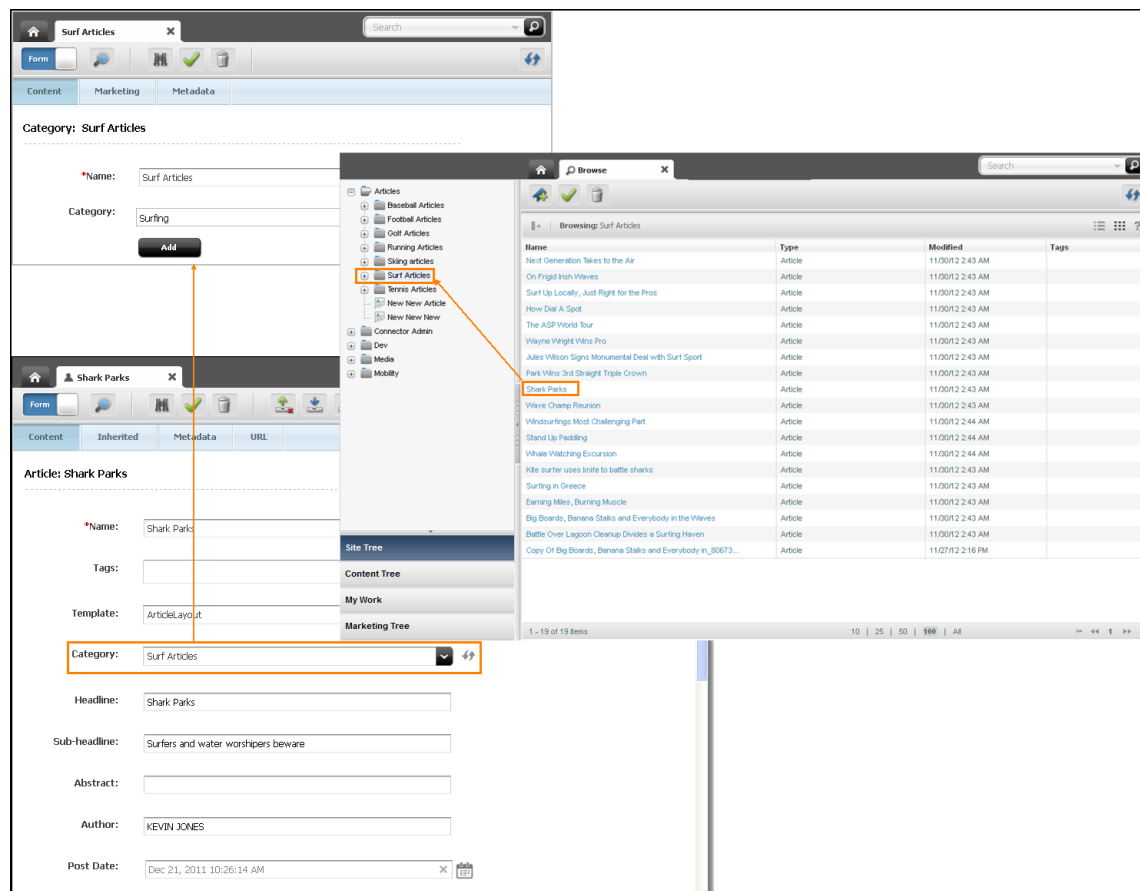 Surf Articles
Search
Form
Content Marketing Metadata
Category: Surf Articles
*Name: Surf Articles
Category: Surfing
Add
Browse
Search
Browsing: Surf Articles
Articles
Baseball Articles
Football Articles
Golf Articles
Running Articles
Skiing articles
Surf Articles
Tennis Articles
New New Article
New New New
Connector Admin
Dev
Media
Mobility
Site Tree
Content Tree
My Work
Marketing Tree
Name Type Modified Tags
Next Generation Takes to the Air Article 11/30/12 2:43 AM
On Frigid Irish Waves Article 11/30/12 2:43 AM
Surf Up Locally, Just Right for the Pros Article 11/30/12 2:43 AM
How Dial A Spot Article 11/30/12 2:43 AM
The ASP World Tour Article 11/30/12 2:43 AM
Wayne Wright Wins Pro Article 11/30/12 2:43 AM
Jules Wilson Signs Monumental Deal with Surf Sport Article 11/30/12 2:43 AM
Park Wins 3rd Straight Triple Crown Article 11/30/12 2:43 AM
Shark Parks Article 11/30/12 2:43 AM
Wave Champ Reunion Article 11/30/12 2:43 AM
Windsurfings Most Challenging Part Article 11/30/12 2:44 AM
Stand Up Paddling Article 11/30/12 2:44 AM
Whale Watching Excursion Article 11/30/12 2:44 AM
Kite surfer uses knife to battle sharks Article 11/30/12 2:43 AM
Surfing in Greece Article 11/30/12 2:43 AM
Earning Miles, Burning Muscle Article 11/30/12 2:43 AM
Big Boards, Banana Stalks and Everybody in the Waves Article 11/30/12 2:43 AM
Battle Over Lagoon Cleanup Divides a Surfing Haven Article 11/30/12 2:43 AM
Copy Of Big Boards, Banana Stalks and Everybody in_80673... Article 11/27/12 2:16 PM
1 - 19 of 19 items 10 | 25 | 50 | 100 | All 1
Shark Parks
Form
Content Inherited Metadata URL
Article: Shark Parks
*Name: Shark Parks
Tags:
Template: ArticleLayout
Category: Surf Articles
Headline: Shark Parks
Sub-headline: Surfers and water worshipers beware
Abstract:
Author: KEVIN JONES
Post Date: Dec 21, 2011 10:26:14 AM